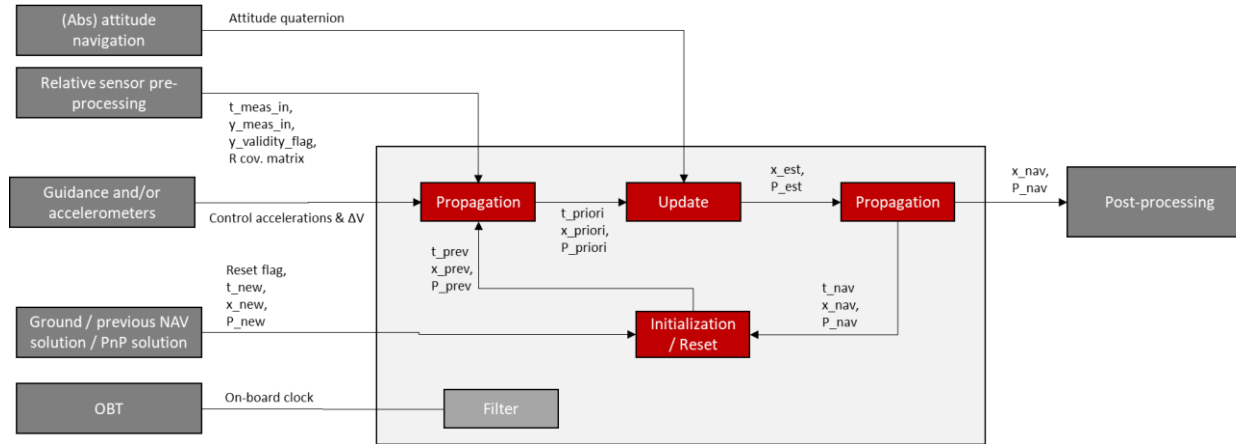 (Abs) attitude
navigation
Attitude quaternion
Relative sensor pre-
processing
t_meas_in,
y_meas_in,
y_validity_flag,
R cov. matrix
Guidance and/or
accelerometers
Control accelerations & ΔV
Propagation
t_priori
x_priori,
P_priori
Update
x_est,
P_est
Propagation
x_nav,
P_nav
Post-processing
t_prev
x_prev,
P_prev
t_nav
x_nav,
P_nav
Reset flag,
t_new,
x_new,
P_new
Ground / previous NAV
solution / PnP solution
Initialization
/ Reset
OBT
On-board clock
Filter